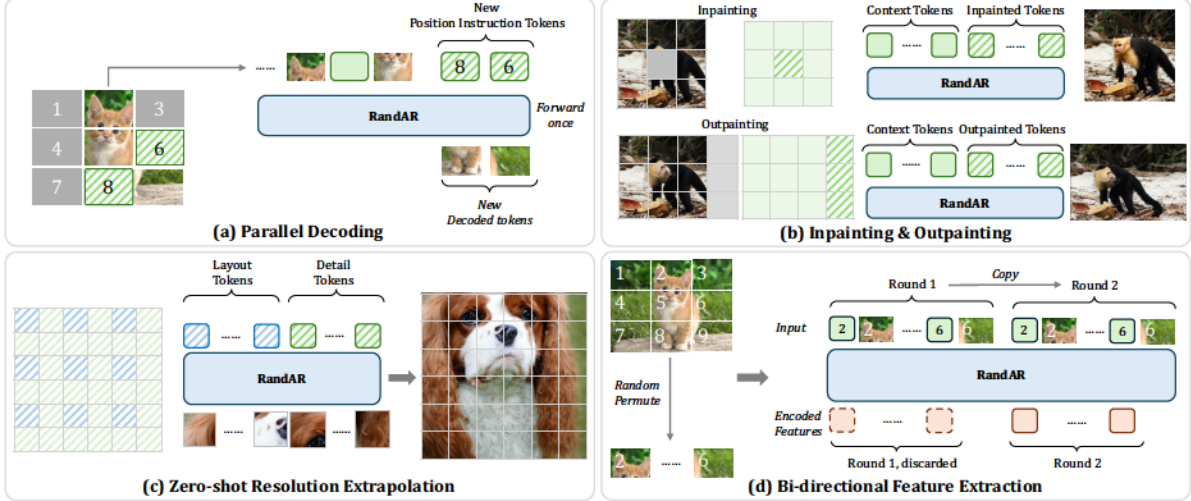 New
Position Instruction Tokens
......
8
6
1
3
4
6
7
8
RandAR
Forward
once
New
Decoded tokens
(a) Parallel Decoding
Inpainting
Context Tokens
Inpainted Tokens
......
......
RandAR
Outpainting
Context Tokens
Outpainted Tokens
......
......
RandAR
(b) Inpainting & Outpainting
Layout
Tokens
Detail
Tokens
......
......
RandAR
......
......
(c) Zero-shot Resolution Extrapolation
1 2 3
4 5 6
7 8 9
Random
Permute
2 ...... 6
Copy
Round 1
Round 2
Input
2 2 ...... 6 6
2 2 ...... 6 6
RandAR
Encoded
Features
......
......
Round 1, discarded
Round 2
(d) Bi-directional Feature Extraction